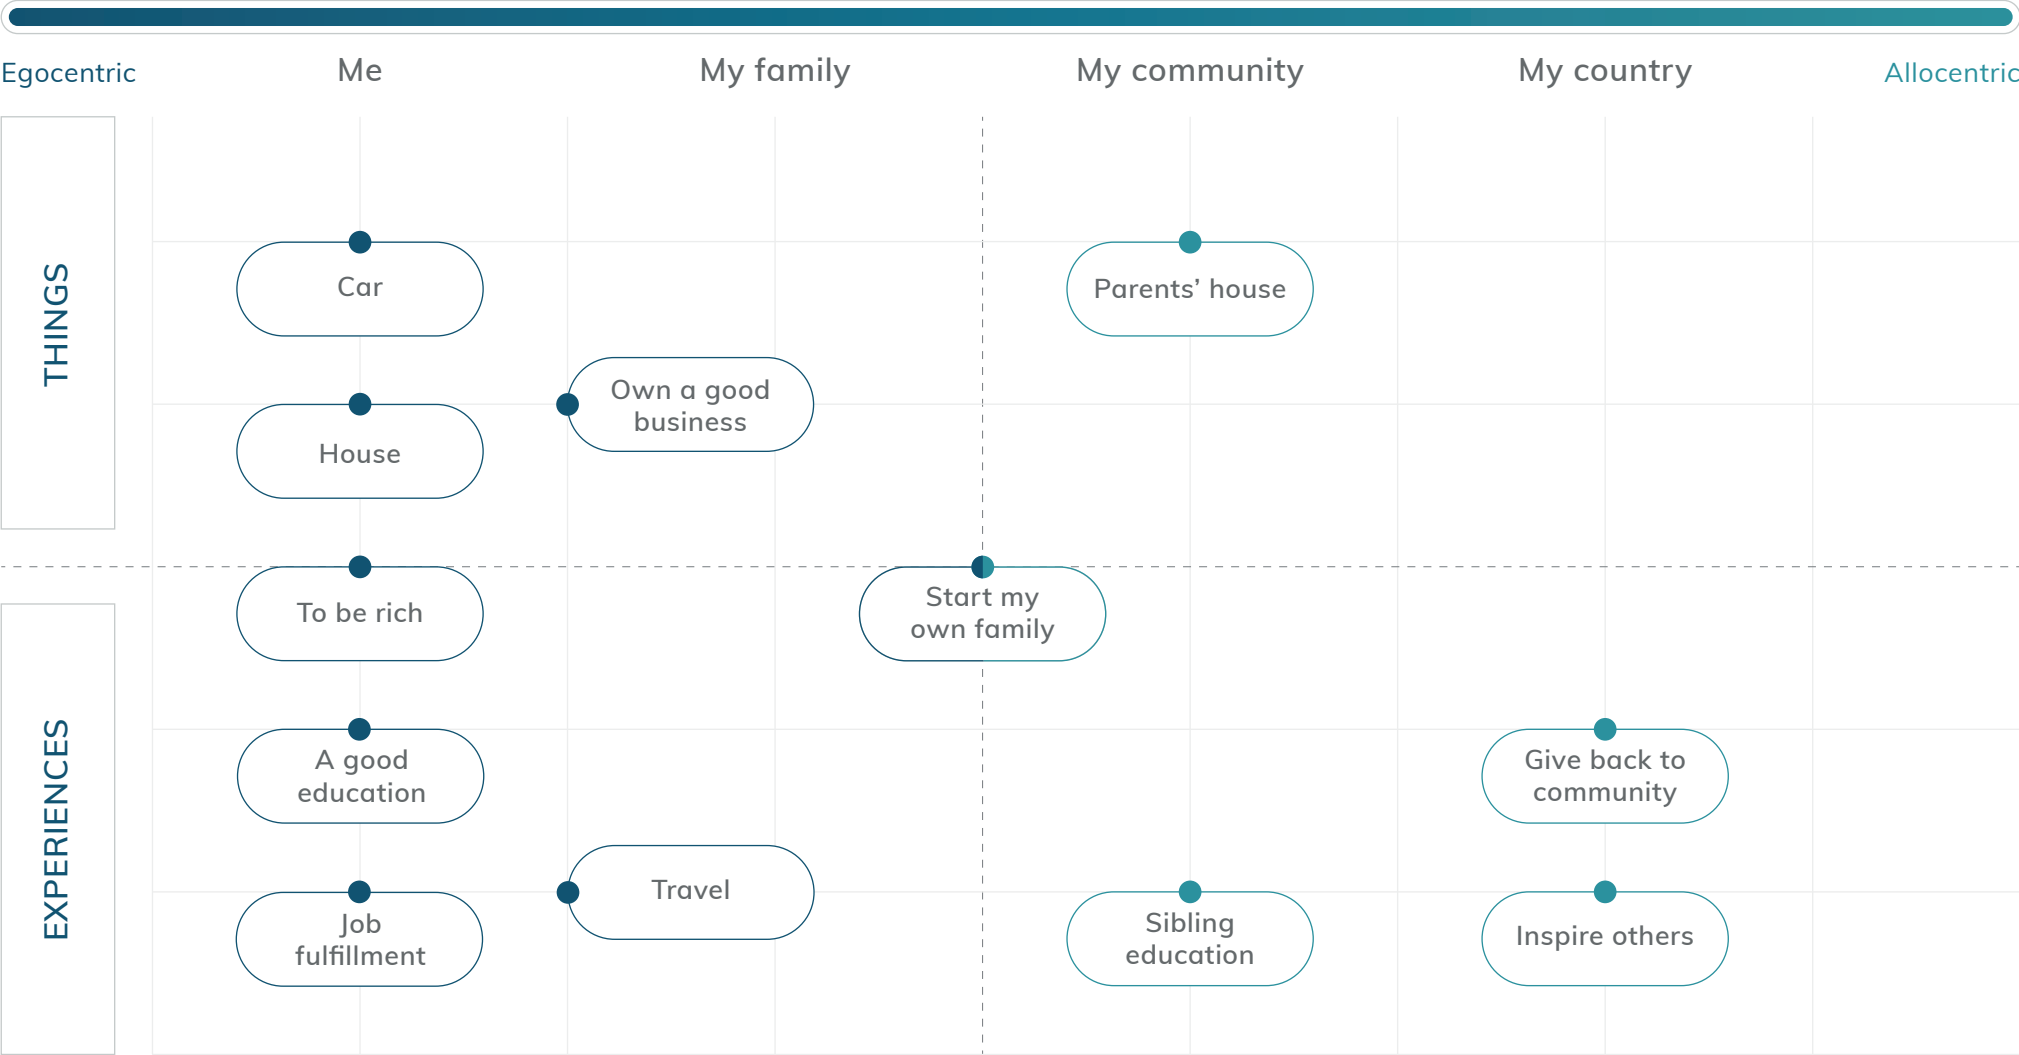 Egocentric
Me
My family
My community
My country
Allocentric
THINGS
Car
Parents’ house
Own a good
business
House
To be rich
Start my
own family
EXPERIENCES
A good
education
Give back to
community
Job
fulfillment
Travel
Sibling
education
Inspire others